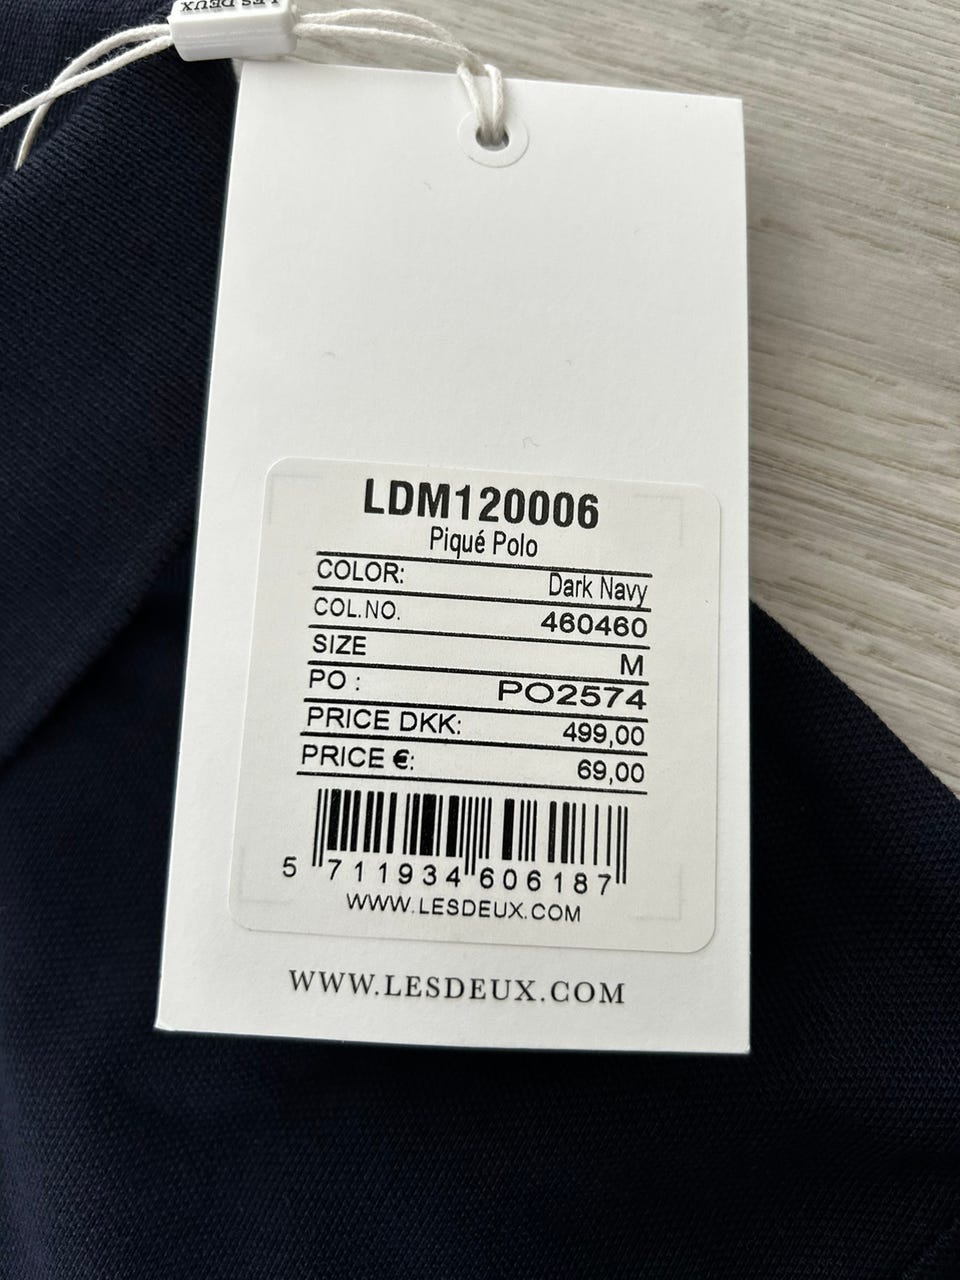 LES DEUX
LDM120006
Piqué Polo
COLOR: Dark Navy
COL.NO. 460460
SIZE M
PO : PO2574
PRICE DKK: 499,00
PRICE €: 69,00
5 711934 606187
WWW.LESDEUX.COM
WWW.LESDEUX.COM